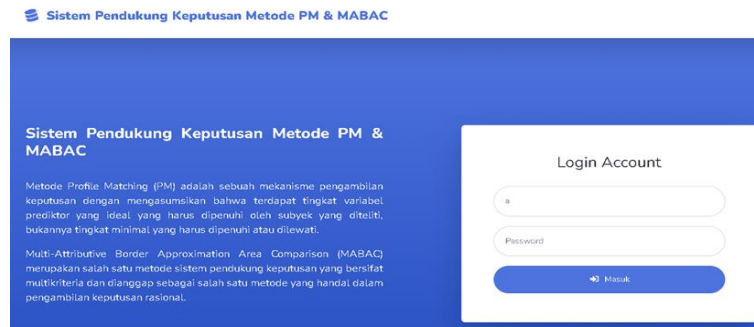 Sistem Pendukung Keputusan Metode PM & MABAC
Sistem Pendukung Keputusan Metode PM &
MABAC
Metode Profile Matching (PM) adalah sebuah mekanisme pengambilan
keputusan dengan mengasumsikan bahwa terdapat tingkat variabel
prediktor yang ideal yang harus dipenuhi oleh subyek yang diteliti,
bukannya tingkat minimal yang harus dipenuhi atau dilewati.
Multi-Attributive Border Approximation Area Comparison (MABAC)
merupakan salah satu metode sistem pendukung keputusan yang bersifat
multikriteria dan dianggap sebagai salah satu metode yang handal dalam
pengambilan keputusan rasional.
Login Account
a
Password
Masuk